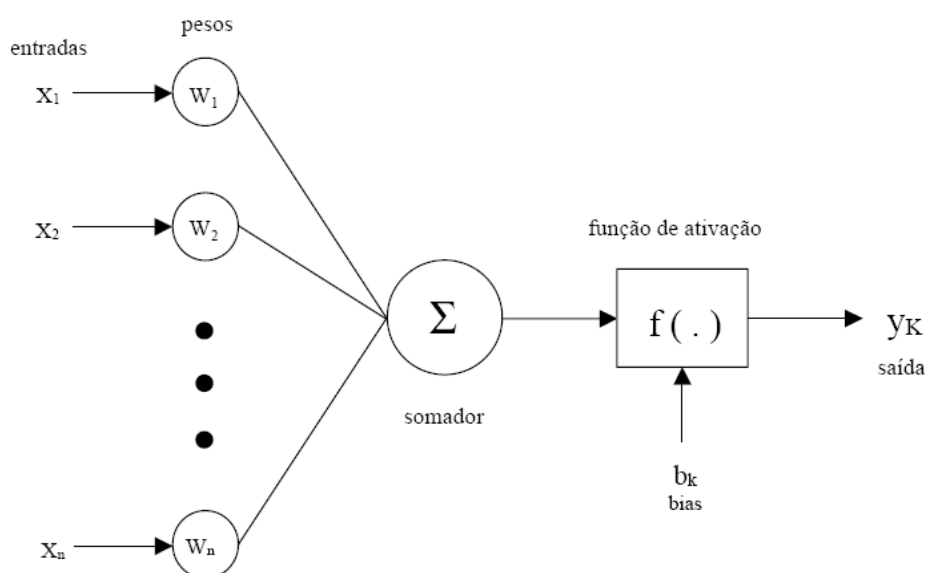 pesos
entradas
X1
W1
X2
W2
Σ
somador
função de ativação
f ( . )
yK
saída
bk
bias
Xn
Wn